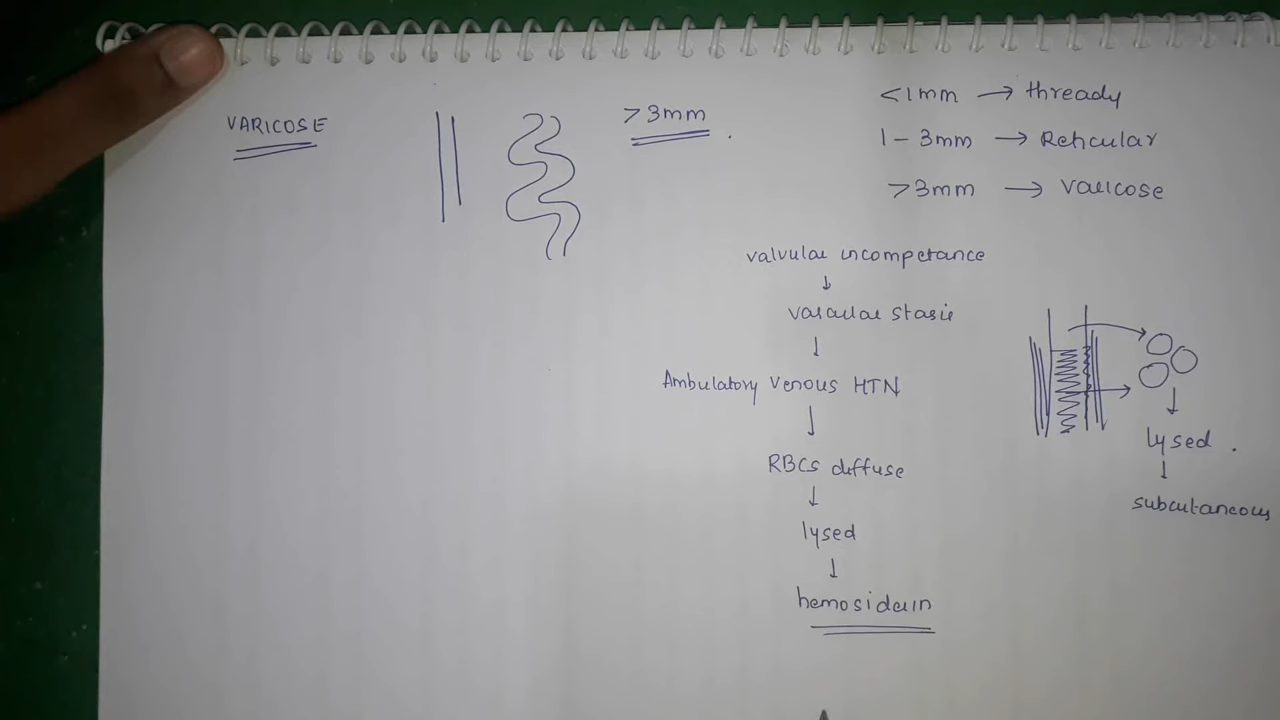 VARICOSE
>3mm .
<1mm → thready
1 - 3mm → Reticular
>3mm → Varicose
valvular incompetance
↓
vascular stasis
↓
Ambulatory Venous HTN
↓
RBCs diffuse
↓
lysed
↓
hemosiderin
lysed .
↓
subcutaneous